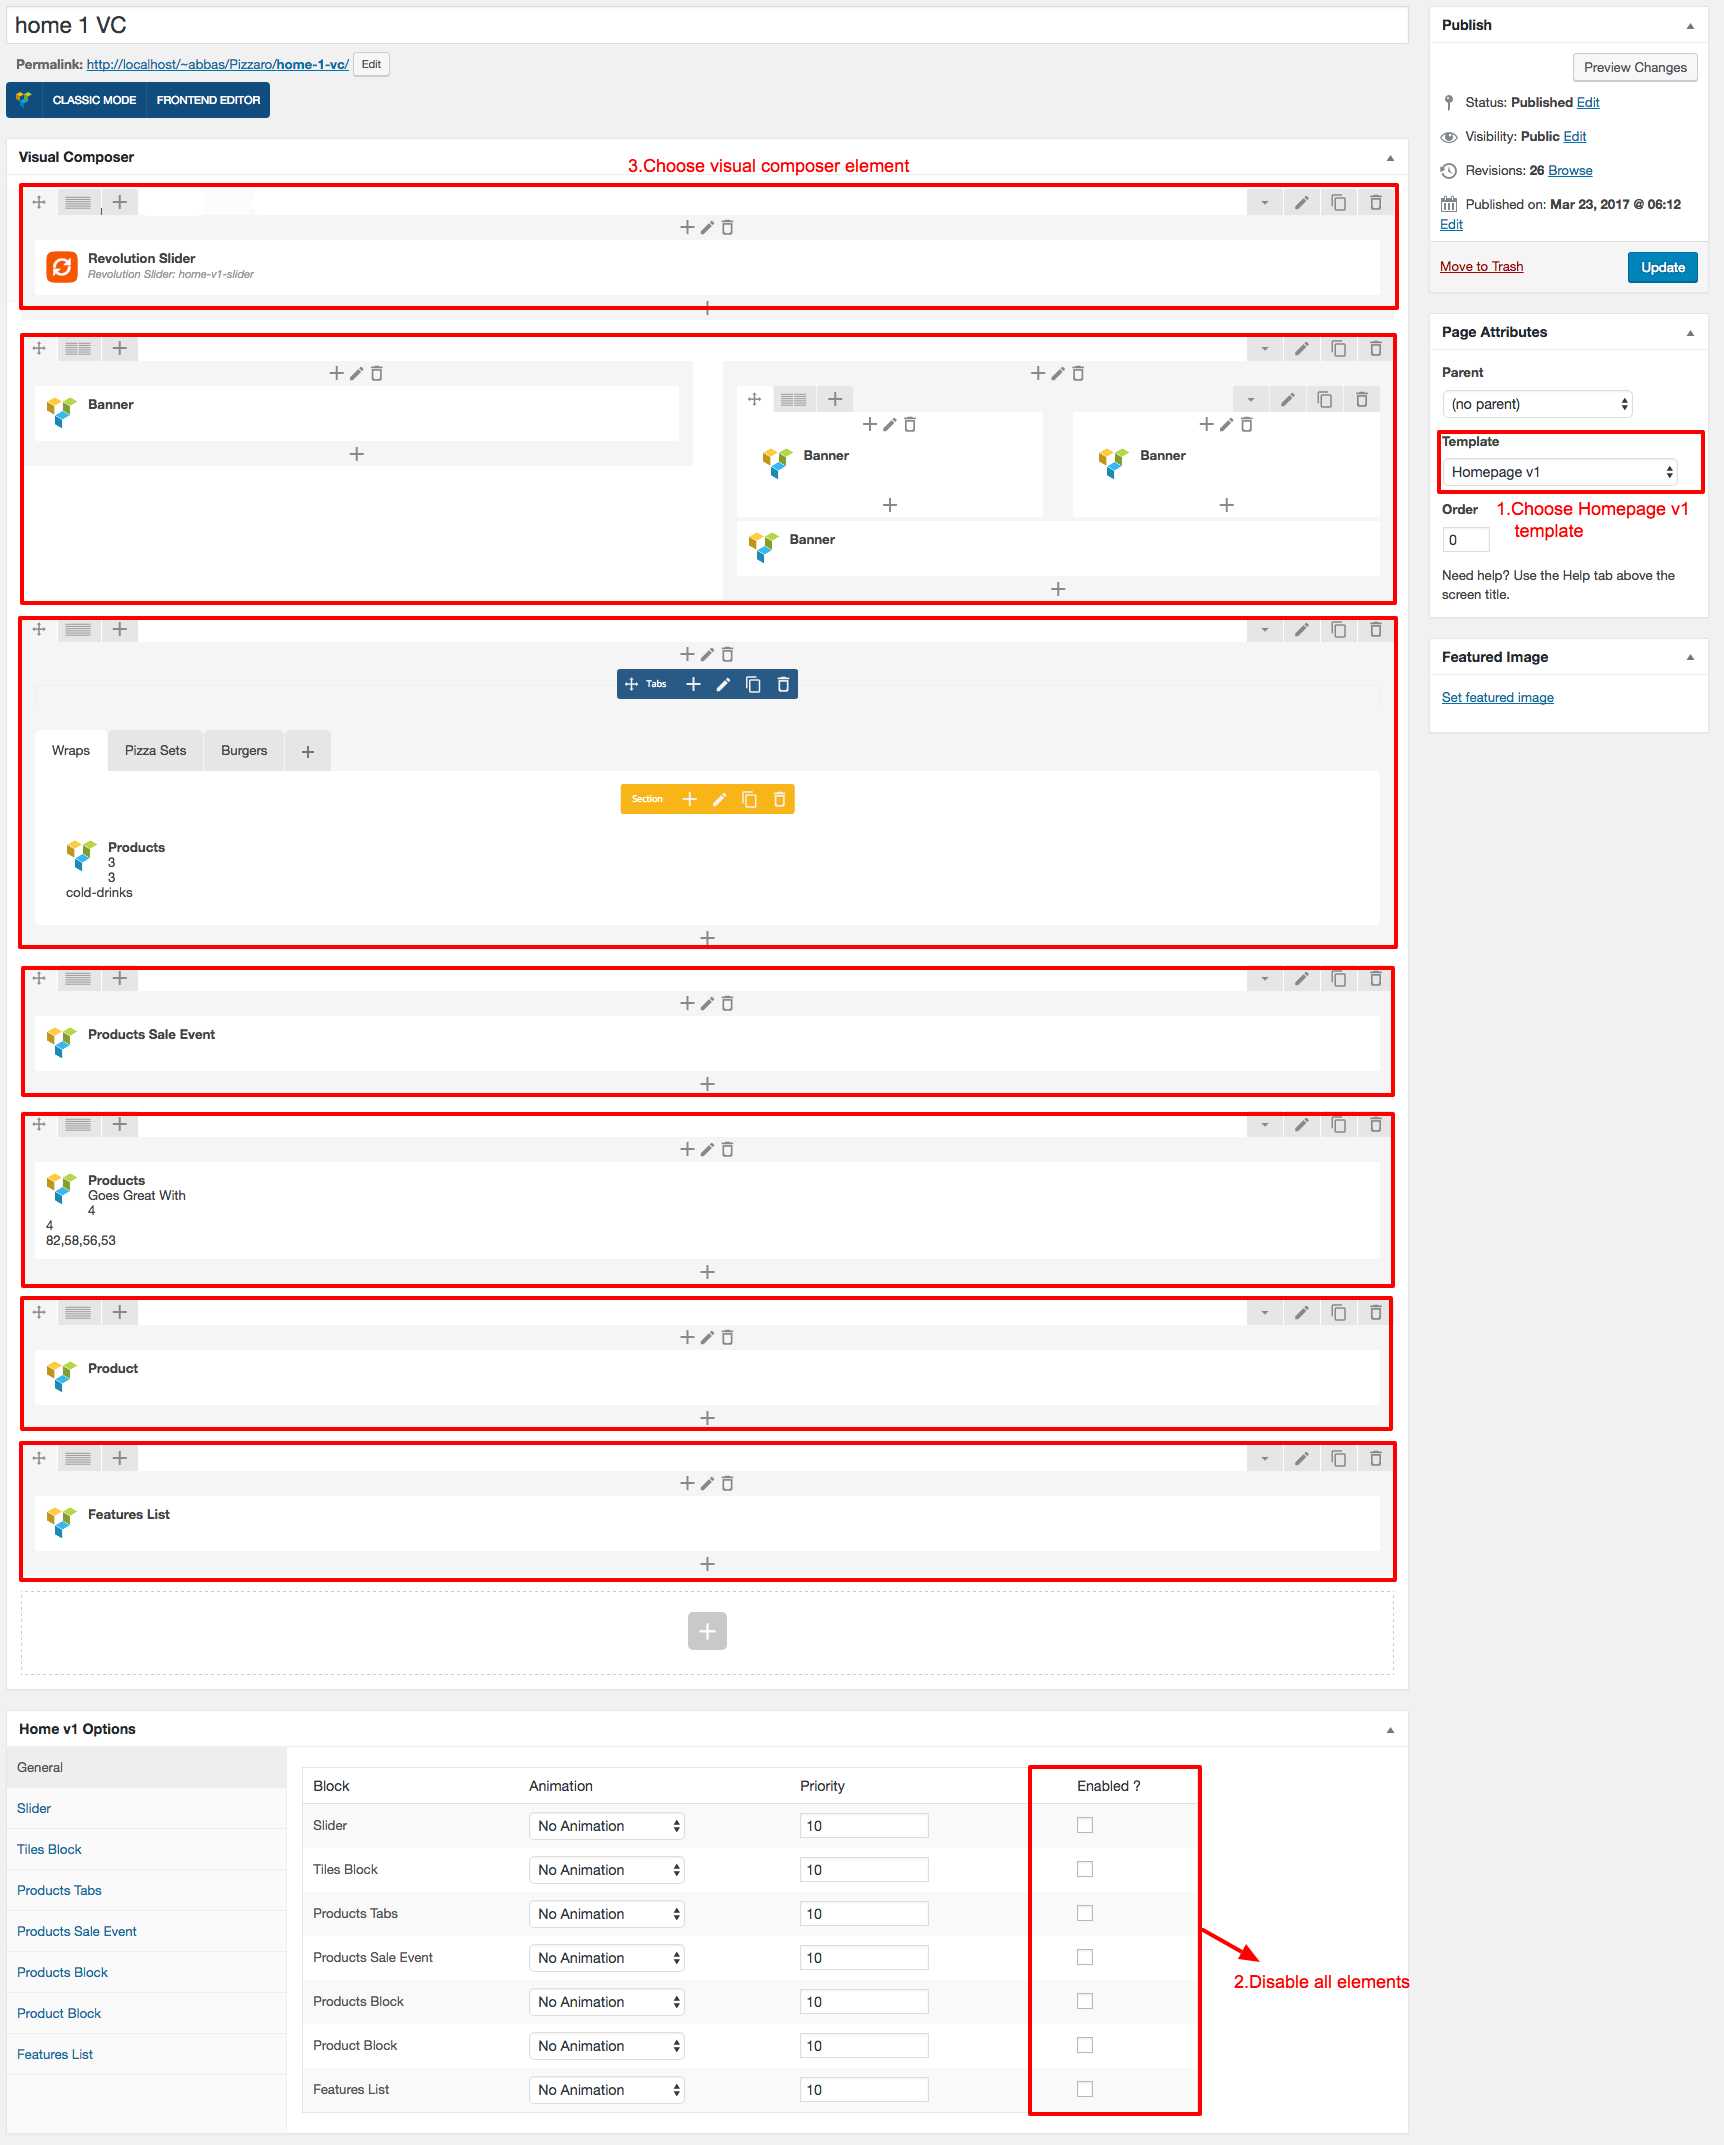 home 1 VC
Permalink: http://localhost/~abbas/Pizzaro/home-1-vc/ Edit
CLASSIC MODE FRONTEND EDITOR
Visual Composer
3.Choose visual composer element
Revolution Slider
Revolution Slider: home-v1-slider
Banner
Banner Banner
Banner
Tabs
Wraps Pizza Sets Burgers
Section
Products
3
3
cold-drinks
Products Sale Event
Products
Goes Great With
4
4
82,58,56,53
Product
Features List
Home v1 Options
General
Slider
Tiles Block
Products Tabs
Products Sale Event
Products Block
Product Block
Features List
Block Animation Priority Enabled ?
Slider No Animation 10
Tiles Block No Animation 10
Products Tabs No Animation 10
Products Sale Event No Animation 10
Products Block No Animation 10
Product Block No Animation 10
Features List No Animation 10
2.Disable all elements
Publish
Preview Changes
Status: Published Edit
Visibility: Public Edit
Revisions: 26 Browse
Published on: Mar 23, 2017 @ 06:12
Edit
Move to Trash Update
Page Attributes
Parent
(no parent)
Template
Homepage v1
Order
1.Choose Homepage v1
template
0
Need help? Use the Help tab above the
screen title.
Featured Image
Set featured image